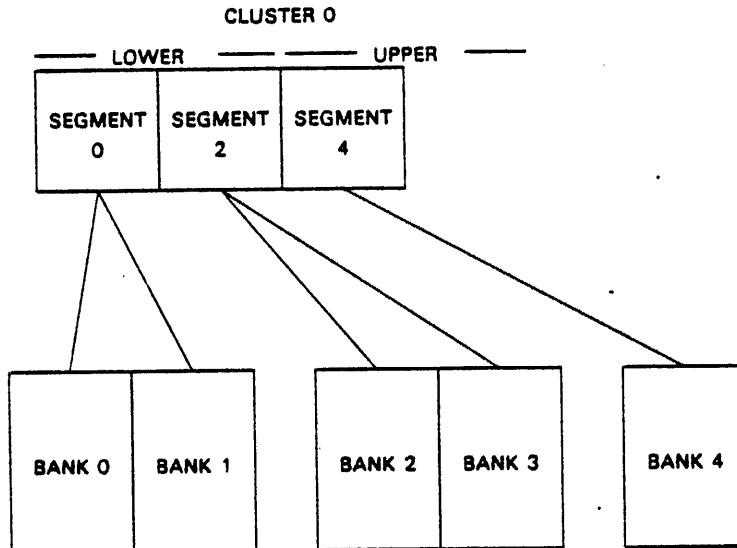 CLUSTER 0
LOWER UPPER
SEGMENT SEGMENT SEGMENT
0 2 4
BANK 0 BANK 1 BANK 2 BANK 3 BANK 4